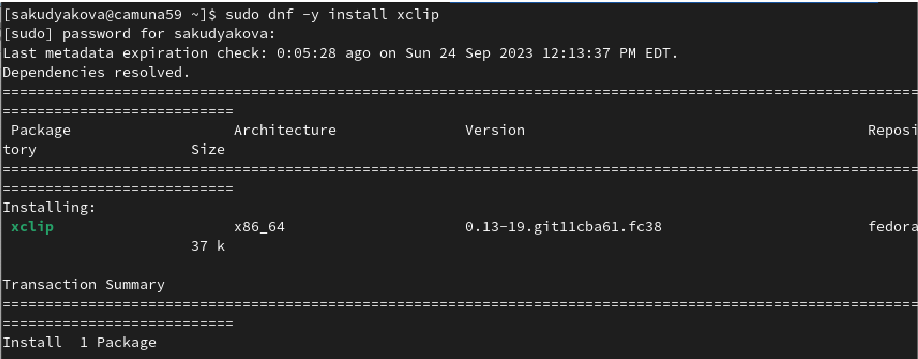 [sakudyakova@camuna59 ~]$ sudo dnf -y install xclip
[sudo] password for sakudyakova:
Last metadata expiration check: 0:05:28 ago on Sun 24 Sep 2023 12:13:37 PM EDT.
Dependencies resolved.
======================================================================================================
==========================
 Package                   Architecture               Version                                       Reposi
tory                 Size
======================================================================================================
==========================
Installing:
 xclip                     x86_64                     0.13-19.git11cba61.fc38                       fedora
                     37 k

Transaction Summary
======================================================================================================
==========================
Install  1 Package